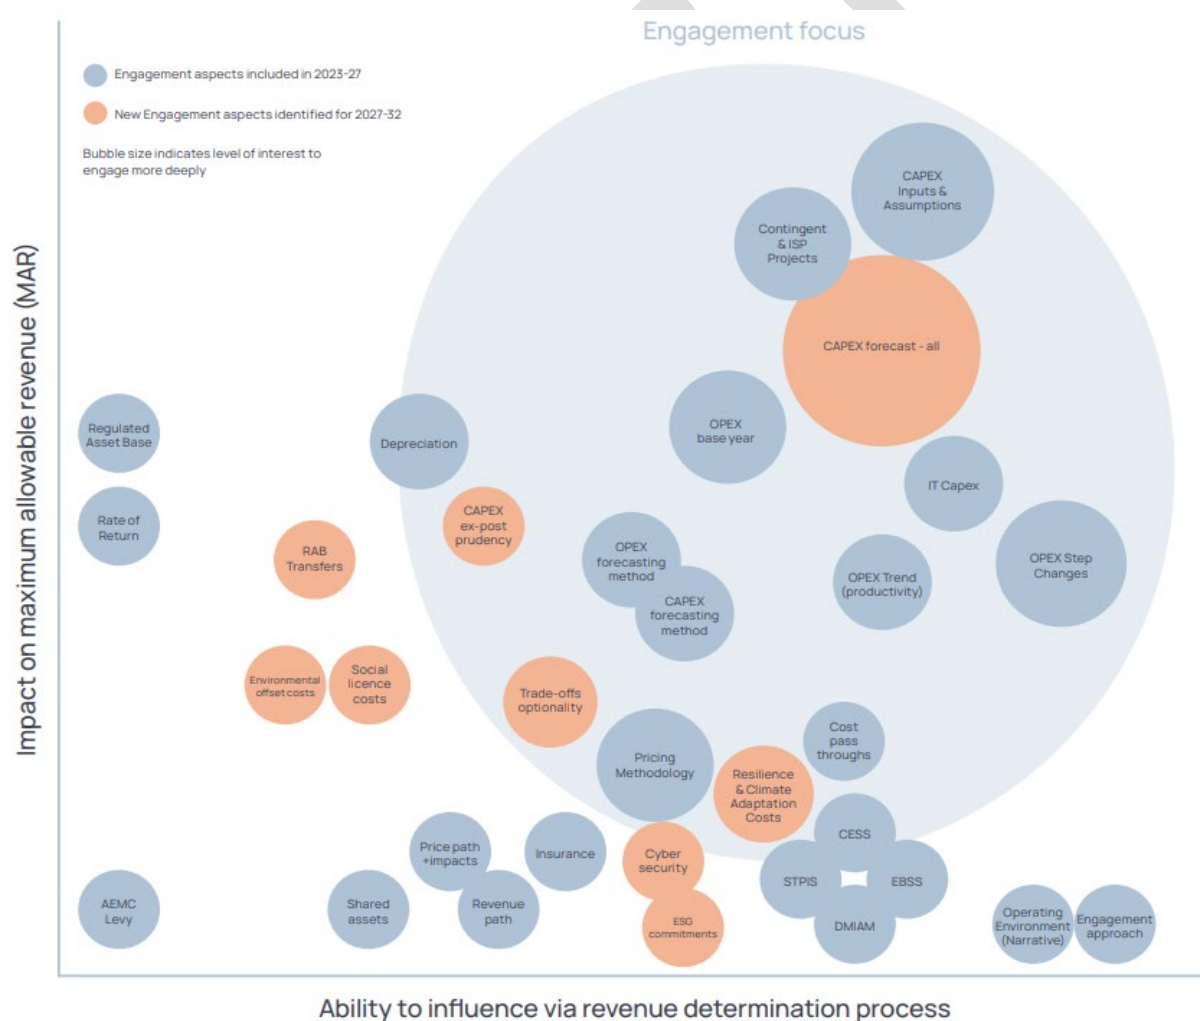 Engagement focus
Engagement aspects included in 2023-27
New Engagement aspects identified for 2027-32
Bubble size indicates level of interest to
engage more deeply
Impact on maximum allowable revenue (MAR)
CAPEX
Inputs &
Assumptions
Contingent
& ISP
Projects
CAPEX forecast - all
Regulated
Asset Base
Depreciation
OPEX
base year
IT Capex
Rate of
Return
RAB
Transfers
CAPEX
ex-post
prudency
OPEX
forecasting
method
CAPEX
forecasting
method
OPEX Trend
(productivity)
OPEX Step
Changes
Environmental
offset costs
Social
licence
costs
Trade-offs
optionality
Pricing
Methodology
Resilience
& Climate
Adaptation
Costs
Cost
pass
throughs
Price path
+impacts
Insurance
Cyber
security
CESS
STPIS
EBSS
DMIAM
AEMC
Levy
Shared
assets
Revenue
path
ESG
commitments
Operating
Environment
(Narrative)
Engagement
approach
Ability to influence via revenue determination process